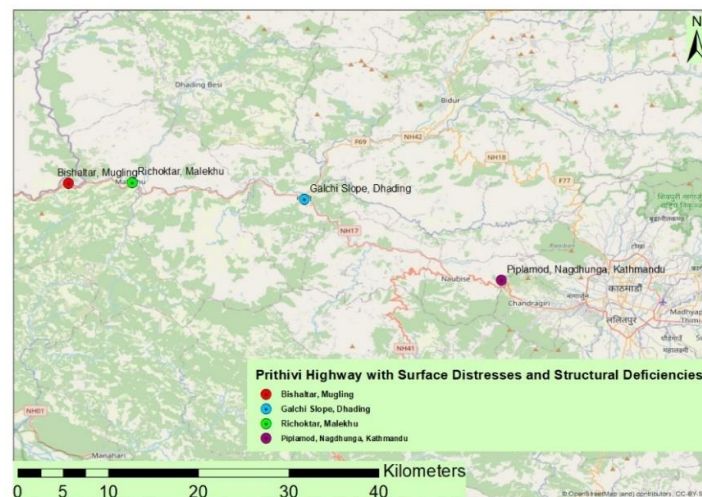 N
Dhading Besi
Bidur
F69
NH42
NH18
F77
Bishaltar, Mugling
Richoktar, Malekhu
Galchi Slope, Dhading
NH17
Piplamod, Nagdhunga, Kathmandu
Naubise
Chandragiri
काठमाडौं
ललितपुर
Madhyap
Thimi
NH41
NH01
Manahari
Prithivi Highway with Surface Distresses and Structural Deficiencies
Bishaltar, Mugling
Galchi Slope, Dhading
Richoktar, Malekhu
Piplamod, Nagdhunga, Kathmandu
Kilometers
0 5 10 20 30 40
© OpenStreetMap (and) contributors, CC-BY-S